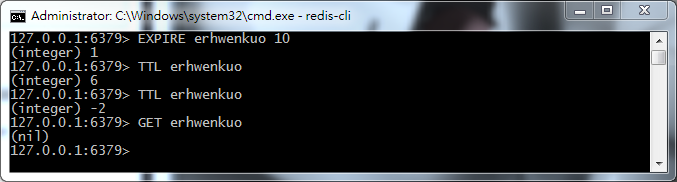 Administrator: C:\Windows\system32\cmd.exe - redis-cli
127.0.0.1:6379> EXPIRE erhwenkuo 10
(integer) 1
127.0.0.1:6379> TTL erhwenkuo
(integer) 6
127.0.0.1:6379> TTL erhwenkuo
(integer) -2
127.0.0.1:6379> GET erhwenkuo
(nil)
127.0.0.1:6379>